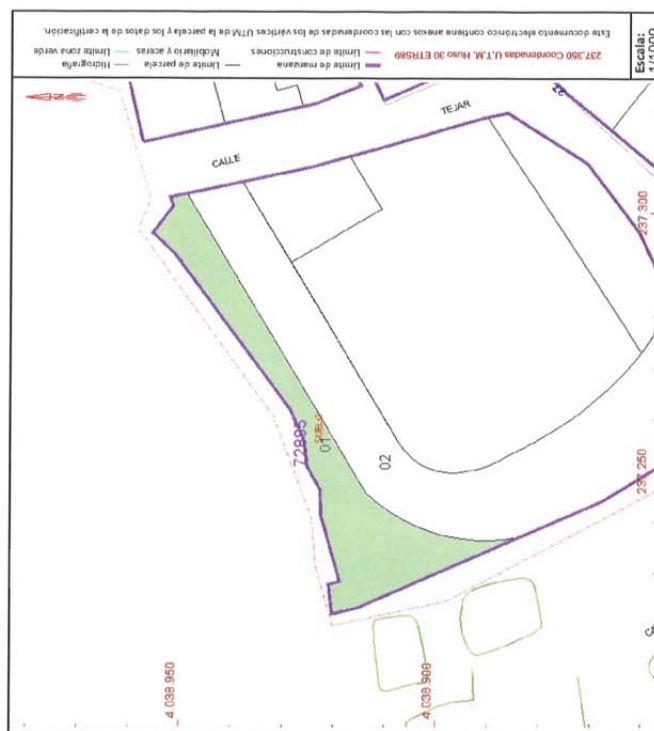 Este documento electrónico contiene anexos con las coordenadas de los vértices UTM de la parcela y los datos de la certificación.
237,350 Coordenadas U.T.M. Huso 30 ETRS89
Límite de manzana
Límite de construcciones
Límite de parcela
Mobiliario y aceras
Hidrografía
Límite zona verde
Escala:
1/1000
CALLE
TEJAR
72895
SUELO
01
02
237,300
237,250
4,038,950
4,038,900